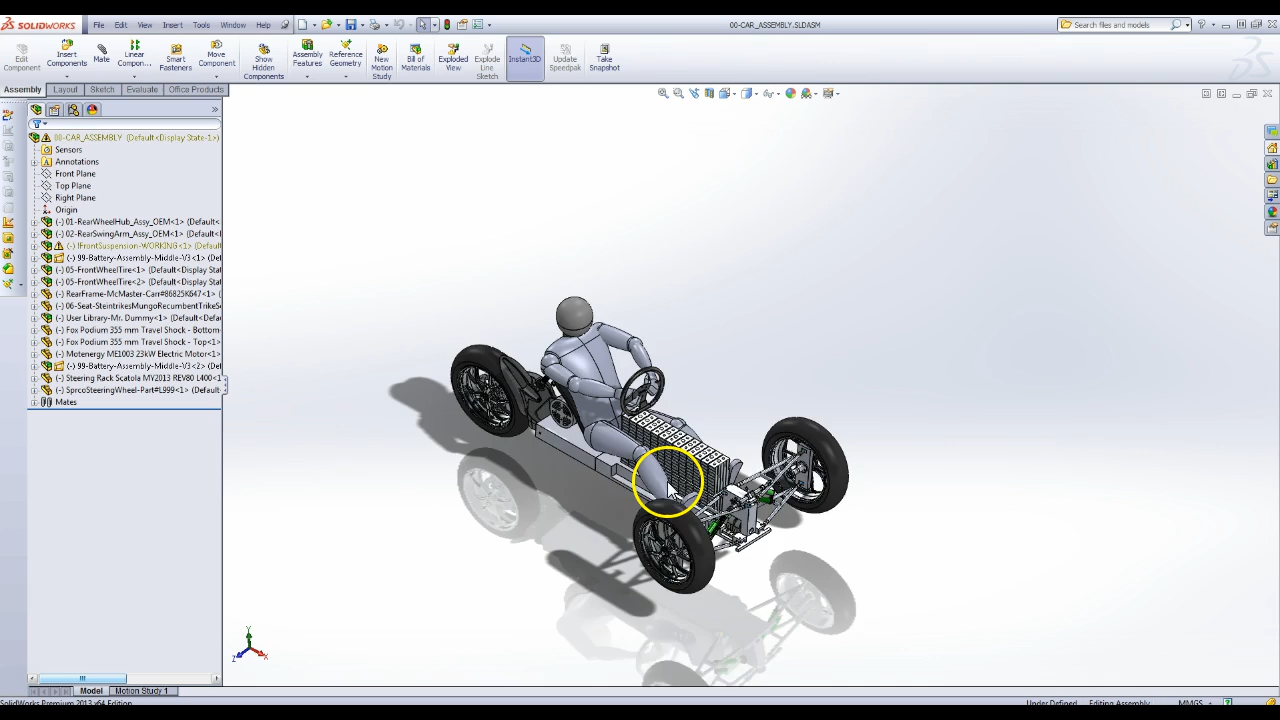 SOLIDWORKS File Edit View Insert Tools Window Help 00-CAR_ASSEMBLY.SLDASM Search files and models
Edit Component
Insert Components
Mate
Linear Compon...
Smart Fasteners
Move Component
Show Hidden Components
Assembly Features
Reference Geometry
New Motion Study
Bill of Materials
Exploded View
Explode Line Sketch
Instant3D
Update Speedpak
Take Snapshot
Assembly Layout Sketch Evaluate Office Products
00-CAR_ASSEMBLY (Default<Display State-1>)
Sensors
Annotations
Front Plane
Top Plane
Right Plane
Origin
(-) 01-RearWheelHub_Assy_OEM<1> (Default<
(-) 02-RearSwingArm_Assy_OEM<1> (Default<
(-) !FrontSuspension-WORKING<1> (Default
(-) 99-Battery-Assembly-Middle-V3<1> (Def
(-) 05-FrontWheelTire<1> (Default<Display Stat
(-) 05-FrontWheelTire<2> (Default<Display Stat
(-) RearFrame-McMaster-Carr#86825K647<1> (
(-) 06-Seat-SteintrikesMungoRecumbentTrikeSe
(-) User Library-Mr. Dummy<1> (Default<Defau
(-) Fox Podium 355 mm Travel Shock - Bottom
(-) Fox Podium 355 mm Travel Shock - Top<1>
(-) Motenergy ME1003 23kW Electric Motor<1>
(-) 99-Battery-Assembly-Middle-V3<2> (Def
(-) Steering Rack Scatola MY2013 REV80 L400<1
(-) SprcoSteeringWheel-Part#L999<1> (Default
Mates
Y
Z X
Model Motion Study 1
SolidWorks Premium 2013 x64 Edition Under Defined Editing Assembly MMGS